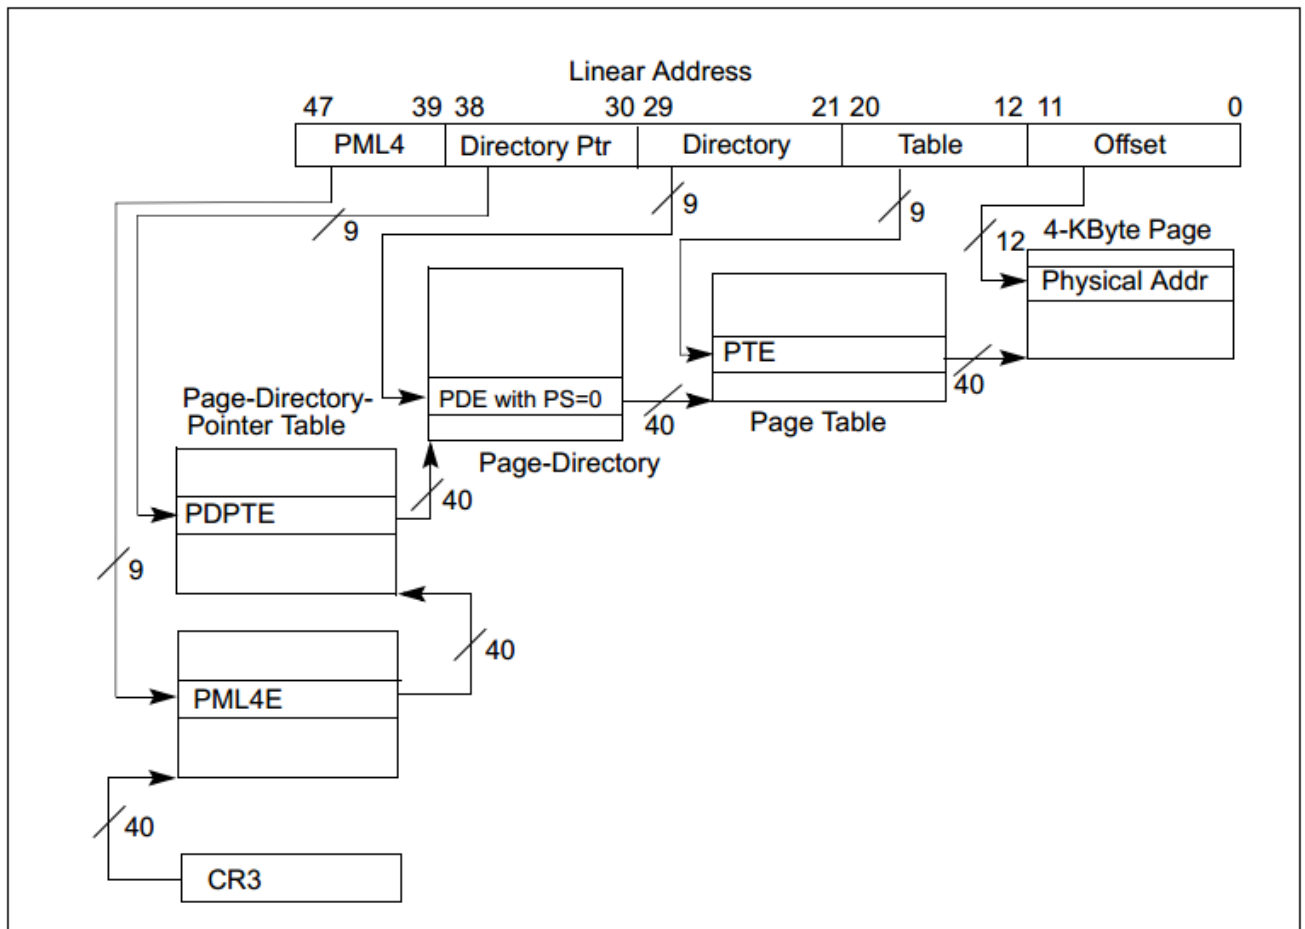 Linear Address
47 39 38 30 29 21 20 12 11 0
PML4 Directory Ptr Directory Table Offset
9 9 9
12 4-KByte Page
Physical Addr
PTE
40
40
Page-Directory-
Pointer Table
PDE with PS=0
40
Page Table
Page-Directory
40
PDPTE
9
40
PML4E
40
CR3